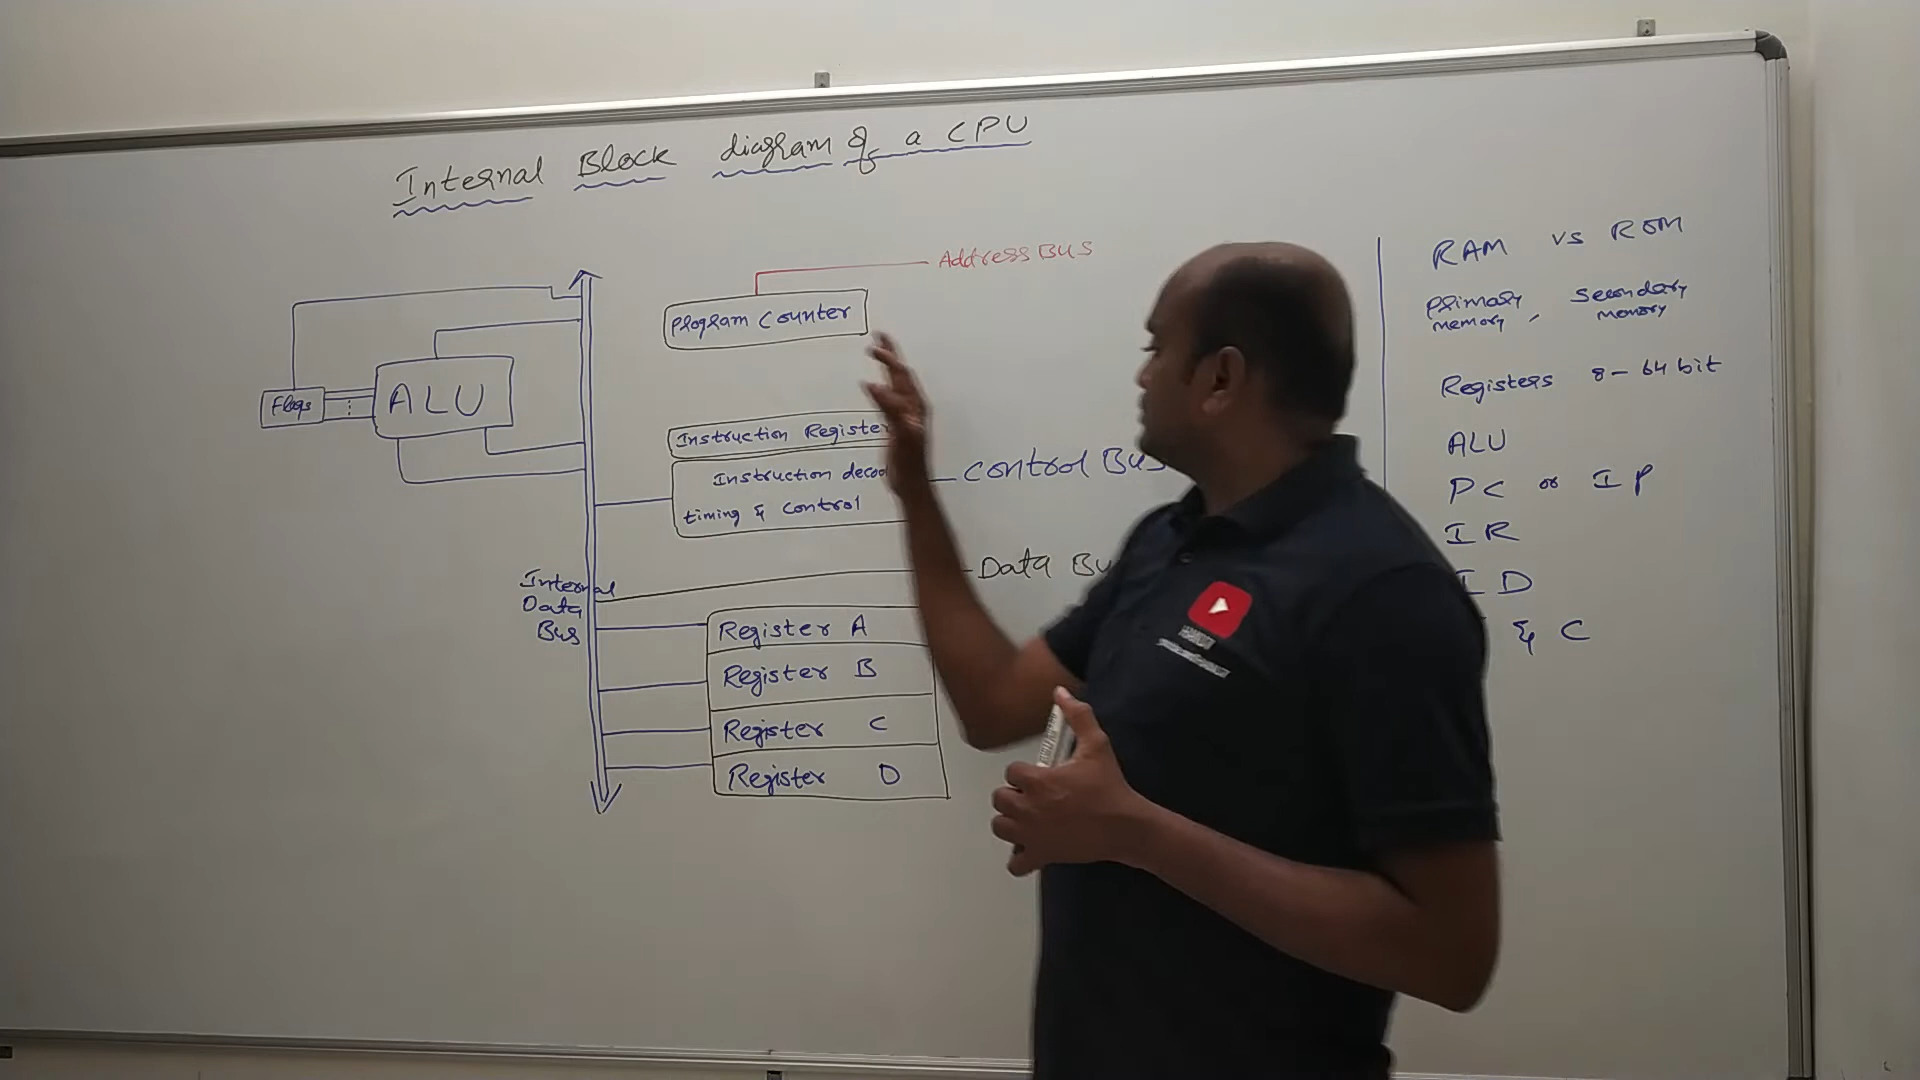 Internal Block diagram of a CPU
Address Bus
Program Counter
Flags
ALU
Instruction Register
Instruction decod
timing & control
Control Bus
Internal
Data
Bus
Data Bu
Register A
Register B
Register C
Register D
RAM vs ROM
Primary memory, Secondary memory
Registers 8-64 bit
ALU
PC or IP
IR
ID
& C